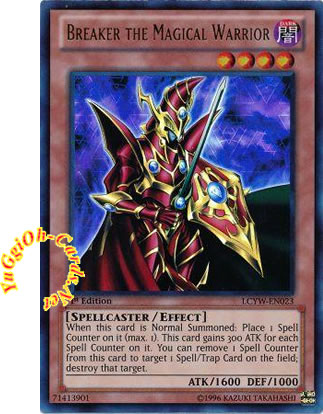 BREAKER THE MAGICAL WARRIOR
DARK
闇
YuGgiOh-Cards.Net
1st Edition
LCYW-EN023
[SPELLCASTER / EFFECT]
When this card is Normal Summoned: Place 1 Spell
Counter on it (max. 1). This card gains 300 ATK for each
Spell Counter on it. You can remove 1 Spell Counter
from this card to target 1 Spell/Trap Card on the field;
destroy that target.
ATK/1600 DEF/1000
71413901
©1996 KAZUKI TAKAHASHI